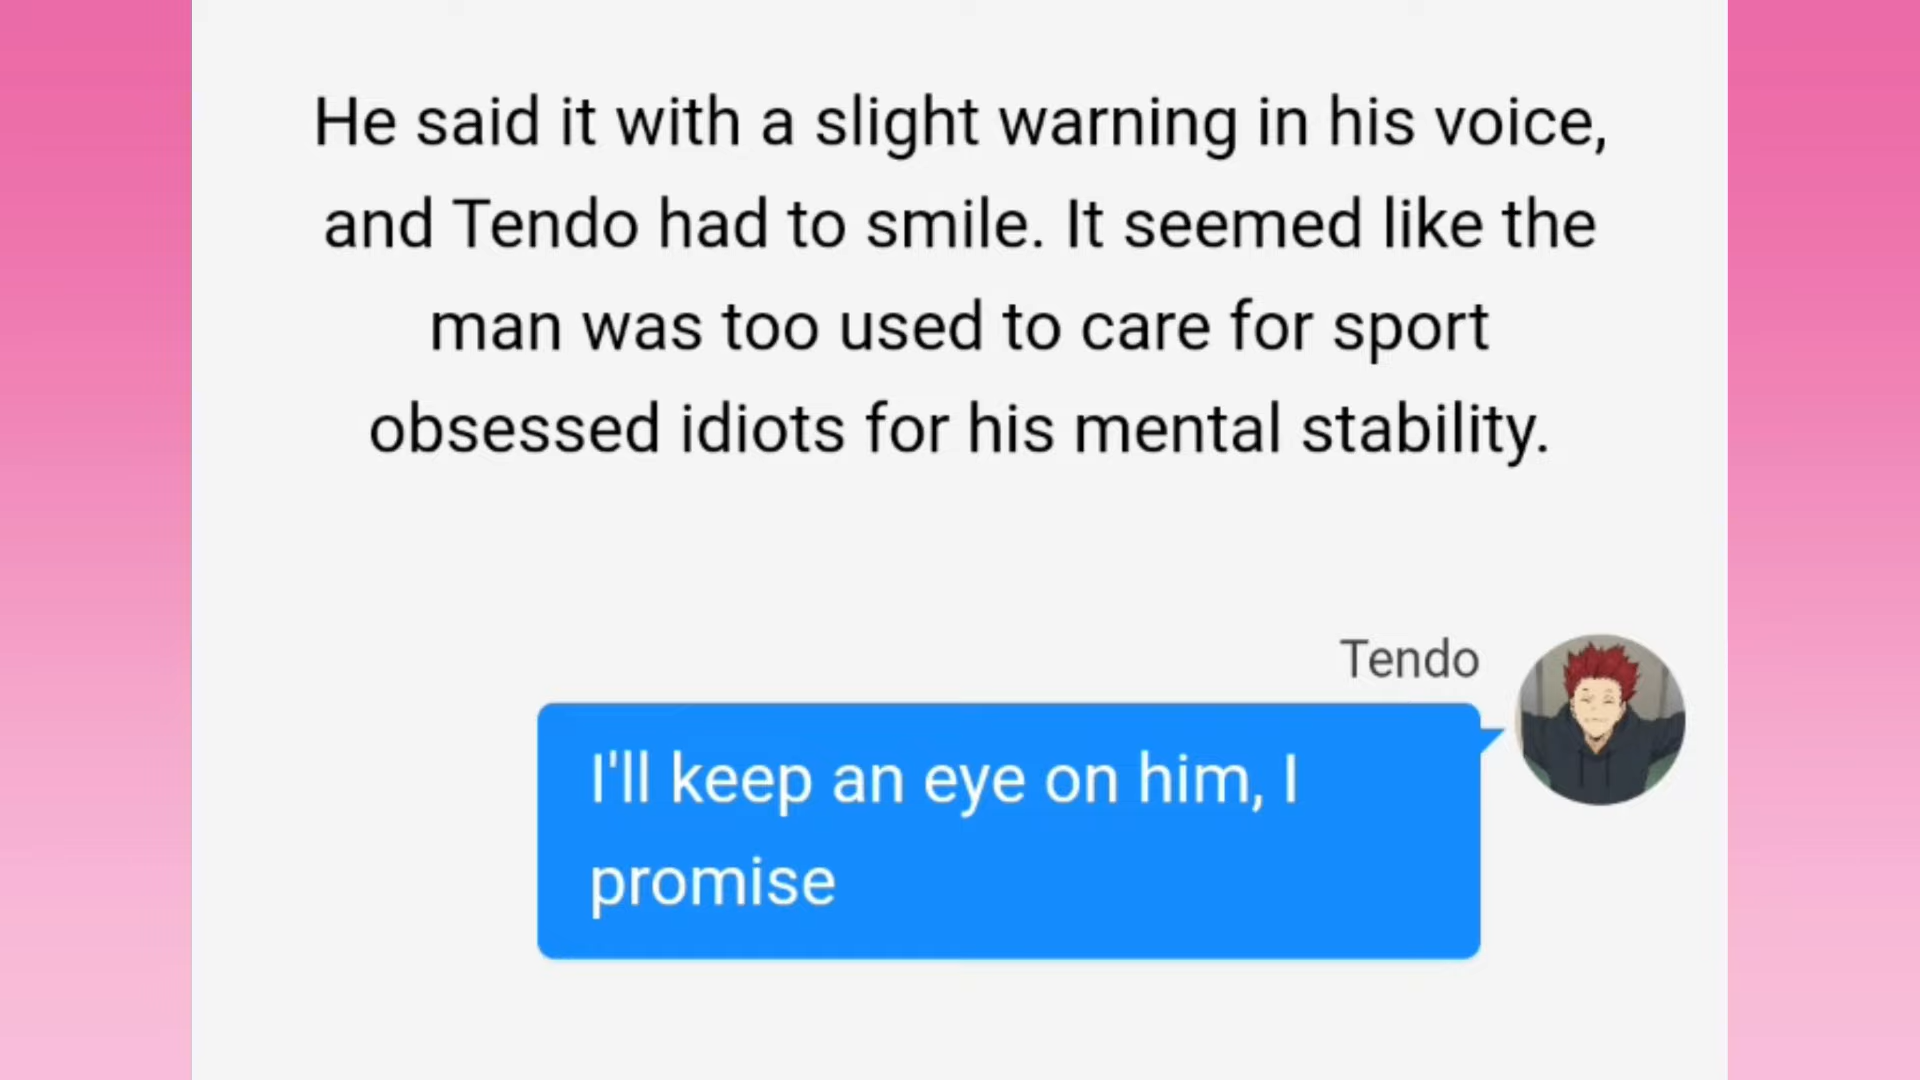 He said it with a slight warning in his voice,
and Tendo had to smile. It seemed like the
man was too used to care for sport
obsessed idiots for his mental stability.
Tendo
I'll keep an eye on him, I
promise